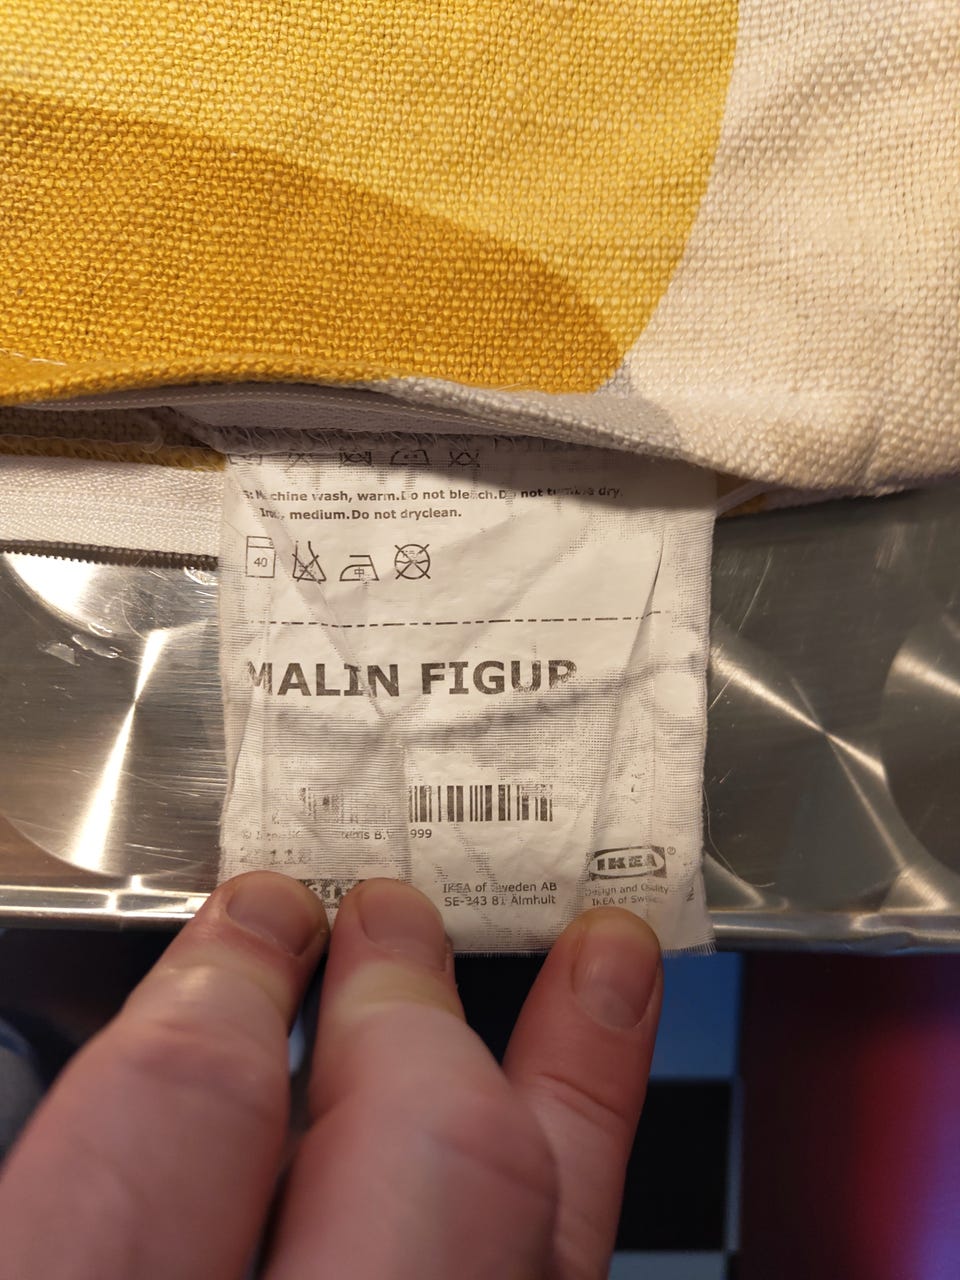 Machine wash, warm.Do not bleach.Do not tumble dry.
Iron, medium.Do not dryclean.
40
MALIN FIGUR
B.V. 1999
IKEA of Sweden AB
SE-343 81 Älmhult
IKEA®
Design and Quality
IKEA of Sweden